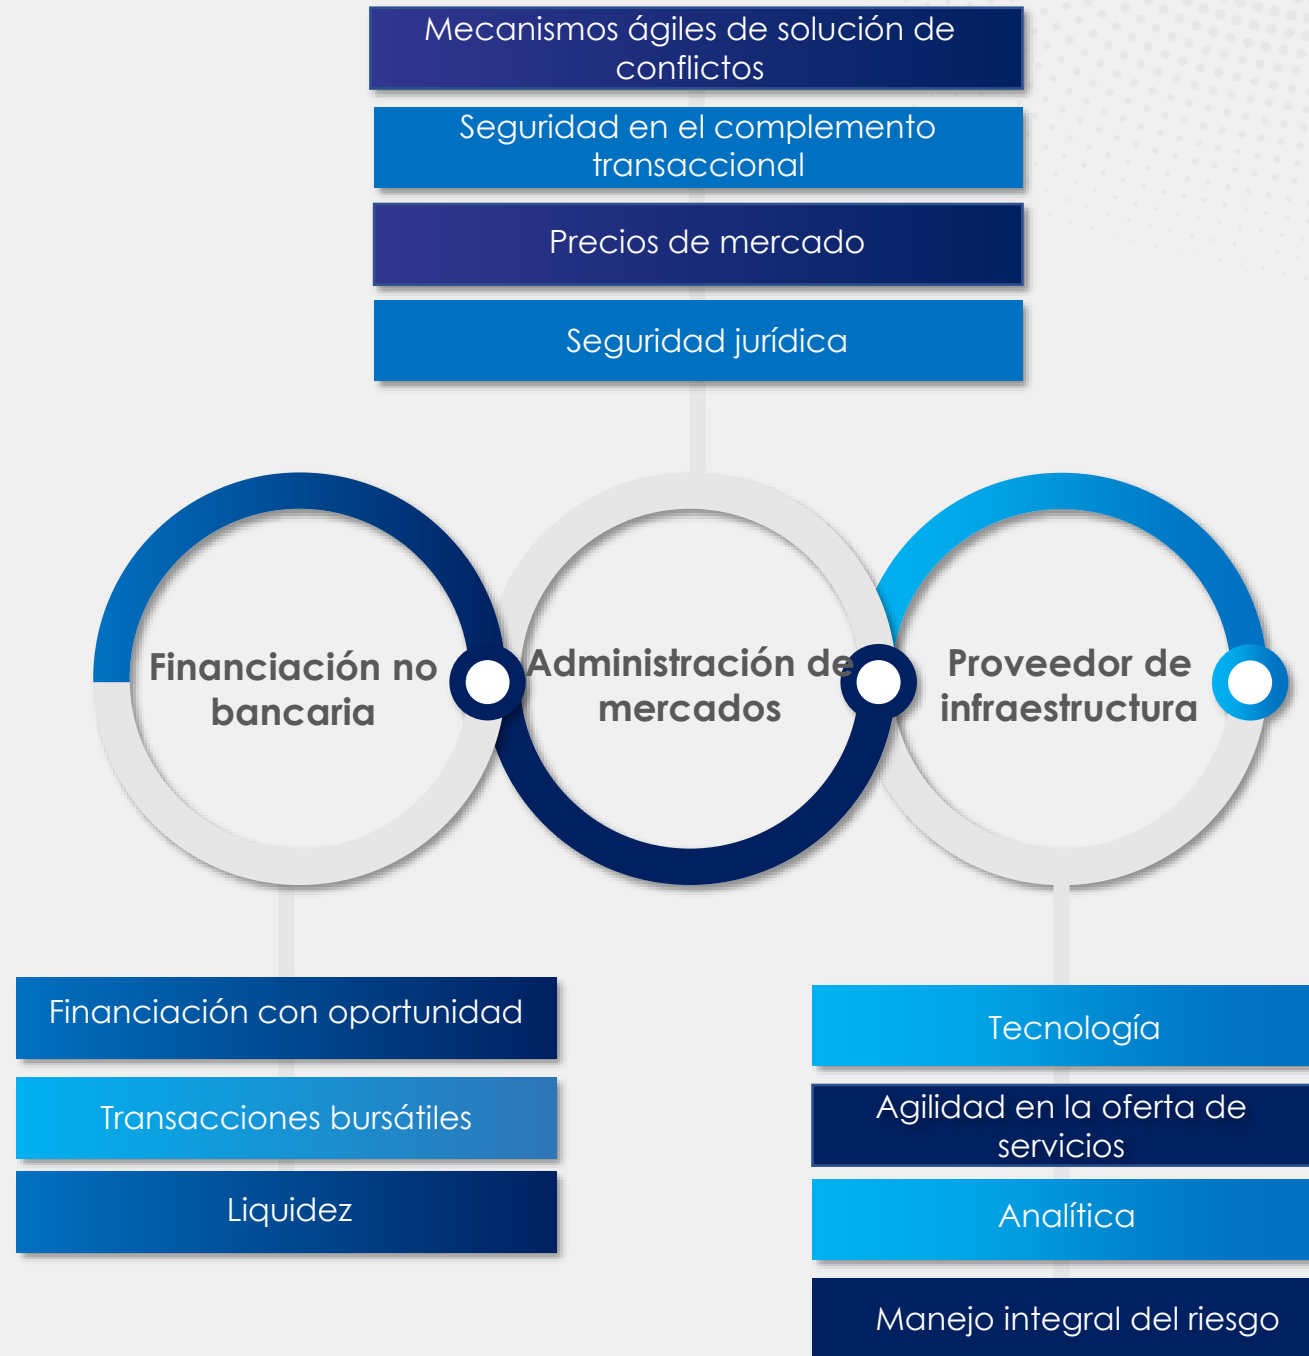 Mecanismos ágiles de solución de
conflictos
Seguridad en el complemento
transaccional
Precios de mercado
Seguridad jurídica
Financiación no
bancaria
Administración de
mercados
Proveedor de
infraestructura
Financiación con oportunidad
Transacciones bursátiles
Liquidez
Tecnología
Agilidad en la oferta de
servicios
Analítica
Manejo integral del riesgo